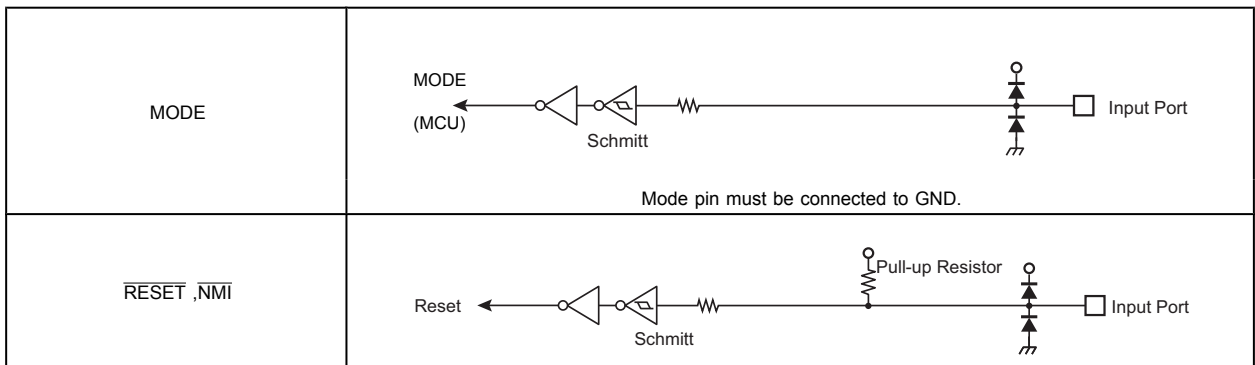 MODE
MODE
(MCU)
Schmitt
Input Port
Mode pin must be connected to GND.
RESET ,NMI
Reset
Schmitt
Pull-up Resistor
Input Port